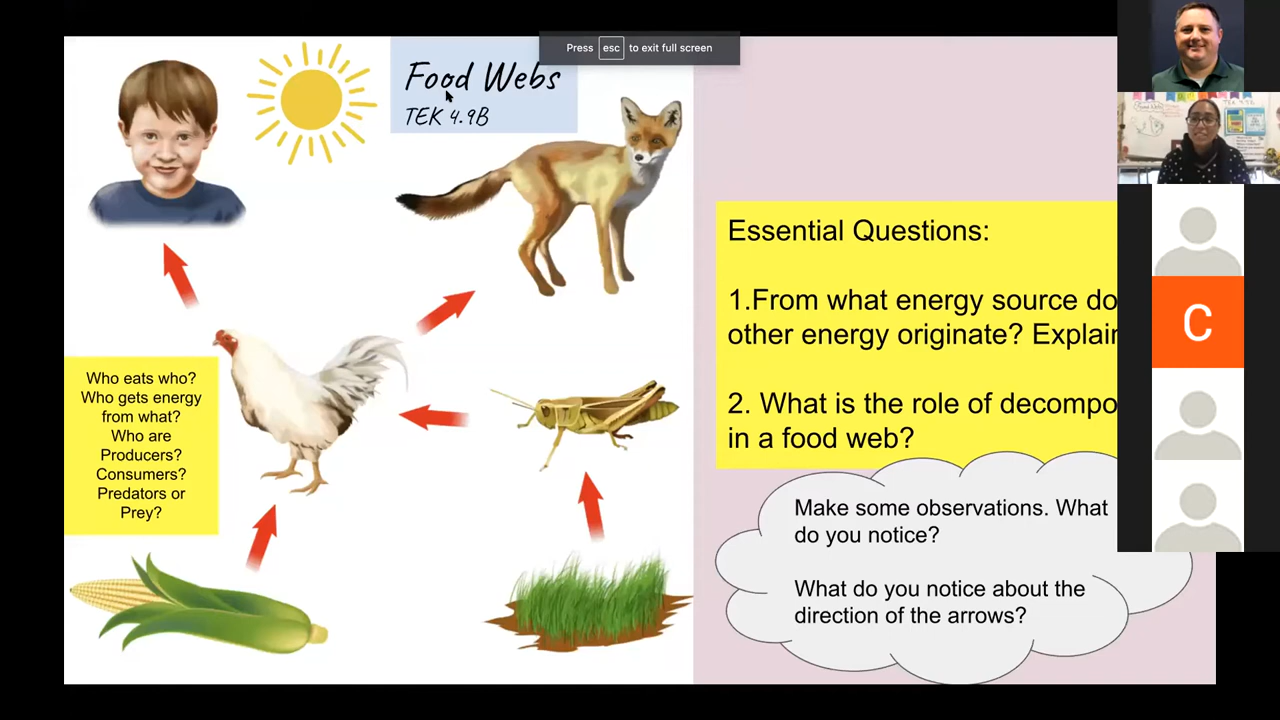 Press esc to exit full screen
Food Webs
TEK 4.9B
Who eats who?
Who gets energy
from what?
Who are
Producers?
Consumers?
Predators or
Prey?
Essential Questions:
1.From what energy source do
other energy originate? Explain
2. What is the role of decompo
in a food web?
Make some observations. What
do you notice?
What do you notice about the
direction of the arrows?
C